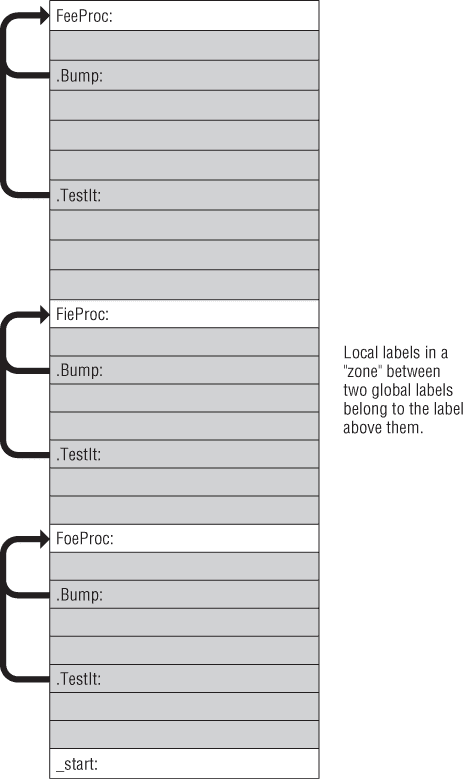 FeeProc:
.Bump:
.TestIt:
FieProc:
.Bump:
.TestIt:
Local labels in a
"zone" between
two global labels
belong to the label
above them.
FoeProc:
.Bump:
.TestIt:
_start: